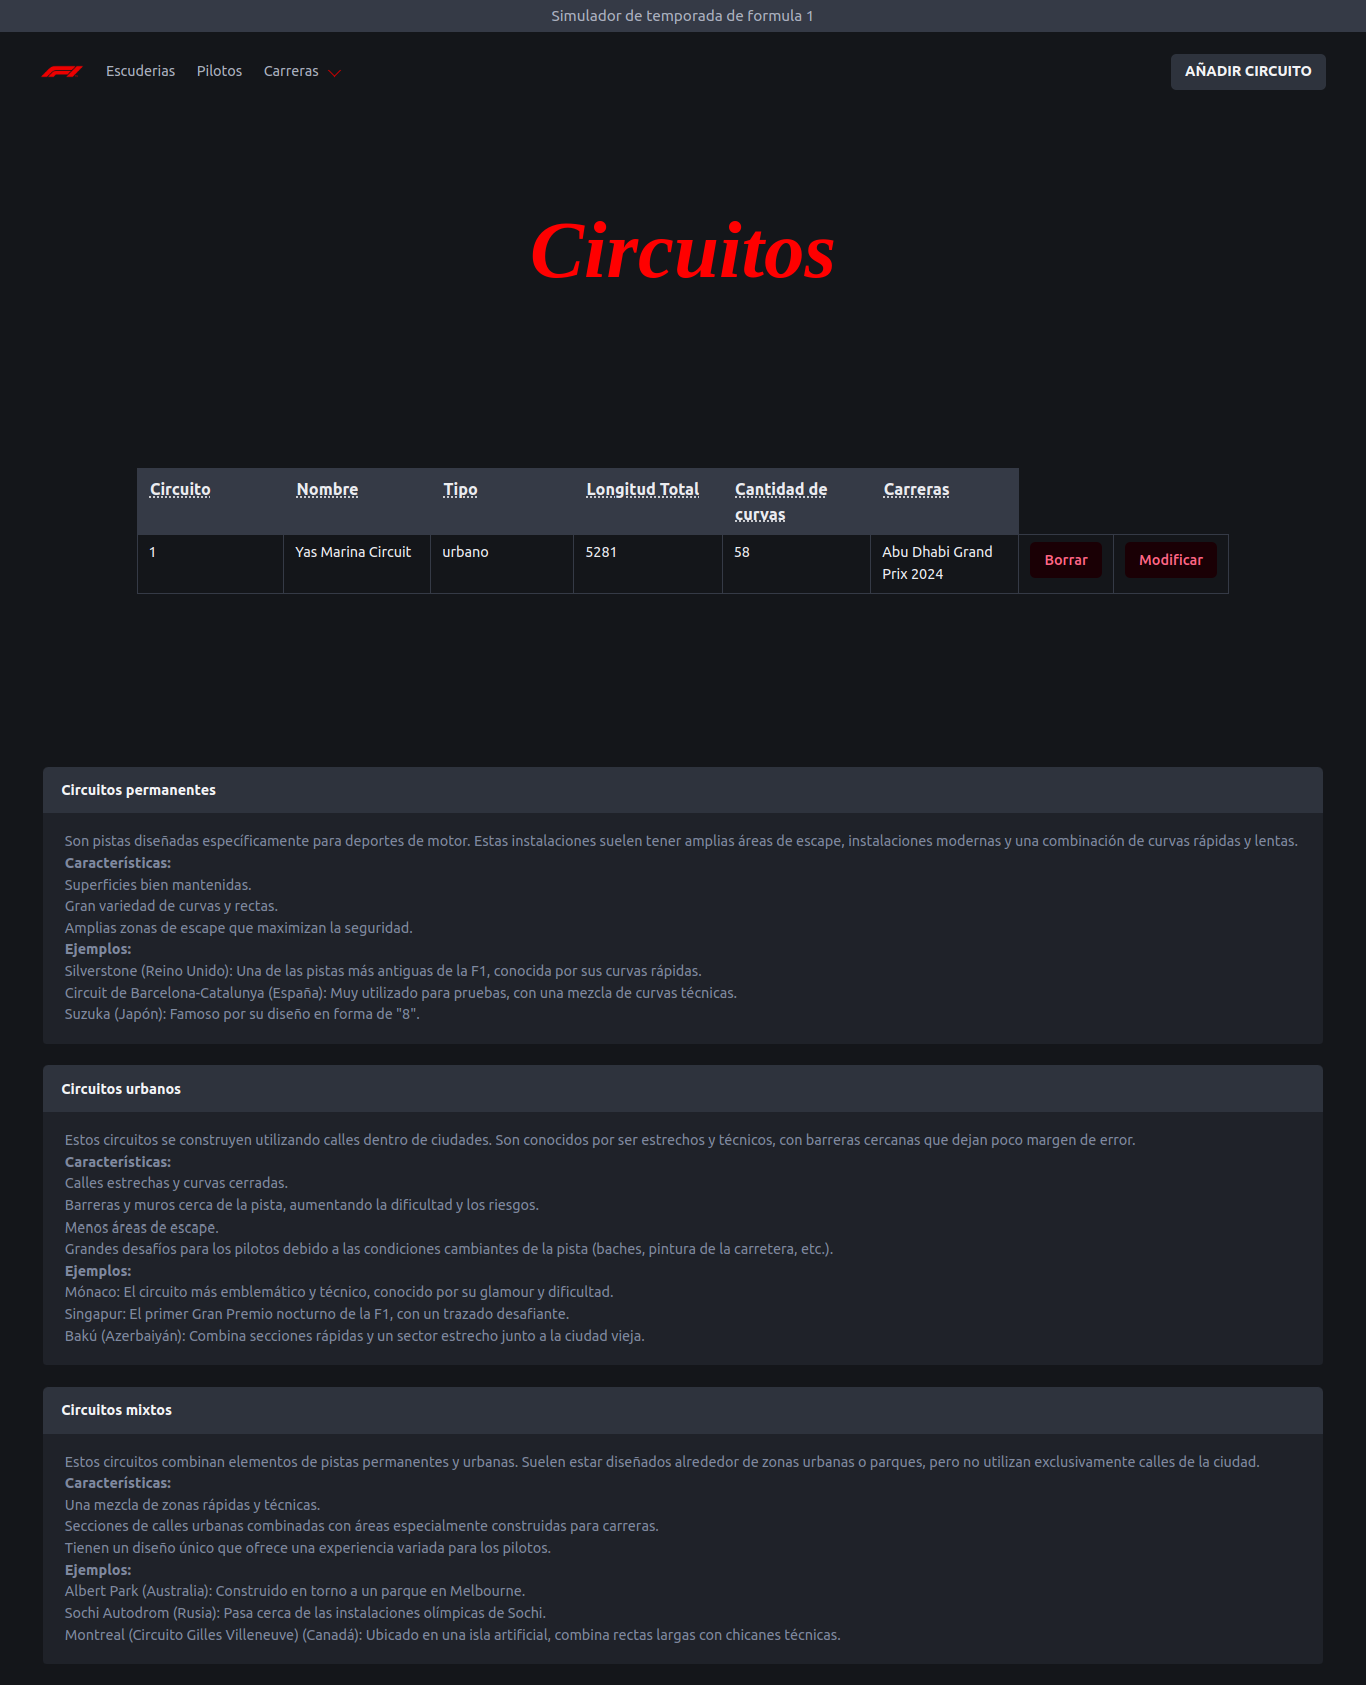 Simulador de temporada de formula 1
Escuderias Pilotos Carreras
AÑADIR CIRCUITO
Circuitos
Circuito Nombre Tipo Longitud Total Cantidad de curvas Carreras
1 Yas Marina Circuit urbano 5281 58 Abu Dhabi Grand Prix 2024 Borrar Modificar
Circuitos permanentes
Son pistas diseñadas específicamente para deportes de motor. Estas instalaciones suelen tener amplias áreas de escape, instalaciones modernas y una combinación de curvas rápidas y lentas.
Características:
Superficies bien mantenidas.
Gran variedad de curvas y rectas.
Amplias zonas de escape que maximizan la seguridad.
Ejemplos:
Silverstone (Reino Unido): Una de las pistas más antiguas de la F1, conocida por sus curvas rápidas.
Circuit de Barcelona-Catalunya (España): Muy utilizado para pruebas, con una mezcla de curvas técnicas.
Suzuka (Japón): Famoso por su diseño en forma de "8".
Circuitos urbanos
Estos circuitos se construyen utilizando calles dentro de ciudades. Son conocidos por ser estrechos y técnicos, con barreras cercanas que dejan poco margen de error.
Características:
Calles estrechas y curvas cerradas.
Barreras y muros cerca de la pista, aumentando la dificultad y los riesgos.
Menos áreas de escape.
Grandes desafíos para los pilotos debido a las condiciones cambiantes de la pista (baches, pintura de la carretera, etc.).
Ejemplos:
Mónaco: El circuito más emblemático y técnico, conocido por su glamour y dificultad.
Singapur: El primer Gran Premio nocturno de la F1, con un trazado desafiante.
Bakú (Azerbaiyán): Combina secciones rápidas y un sector estrecho junto a la ciudad vieja.
Circuitos mixtos
Estos circuitos combinan elementos de pistas permanentes y urbanas. Suelen estar diseñados alrededor de zonas urbanas o parques, pero no utilizan exclusivamente calles de la ciudad.
Características:
Una mezcla de zonas rápidas y técnicas.
Secciones de calles urbanas combinadas con áreas especialmente construidas para carreras.
Tienen un diseño único que ofrece una experiencia variada para los pilotos.
Ejemplos:
Albert Park (Australia): Construido en torno a un parque en Melbourne.
Sochi Autodrom (Rusia): Pasa cerca de las instalaciones olímpicas de Sochi.
Montreal (Circuito Gilles Villeneuve) (Canadá): Ubicado en una isla artificial, combina rectas largas con chicanes técnicas.